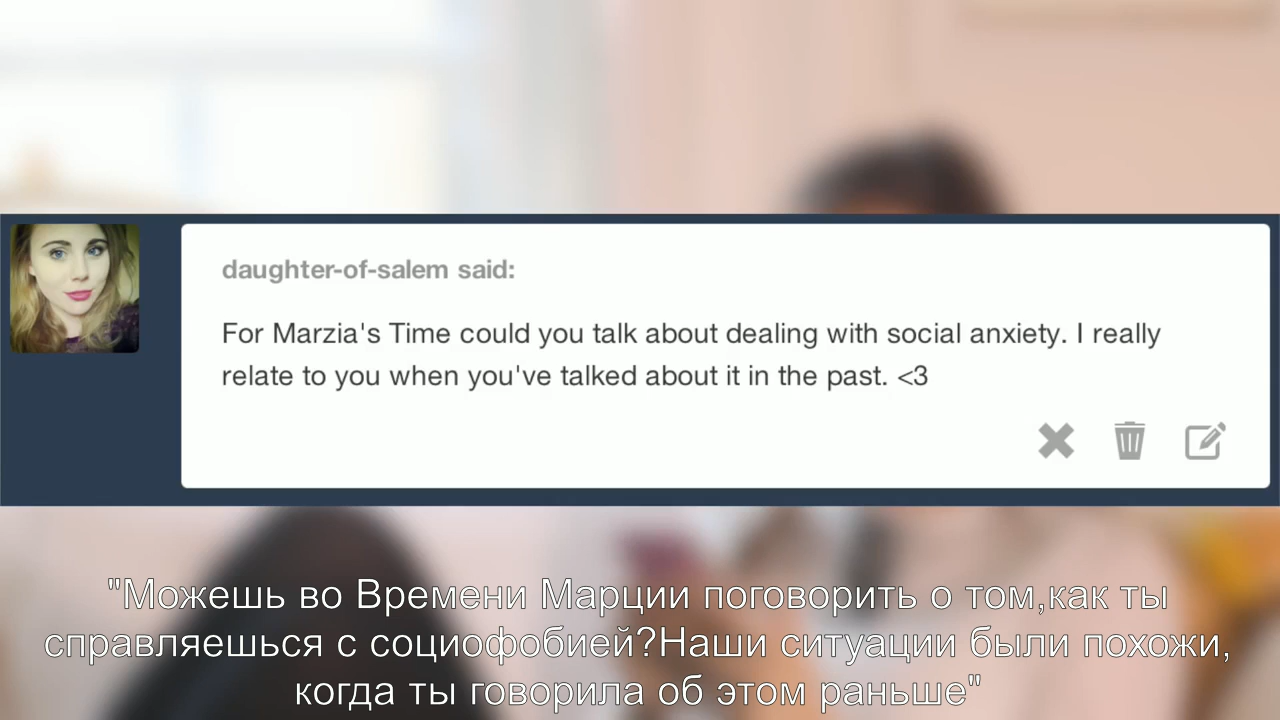 daughter-of-salem said:
For Marzia's Time could you talk about dealing with social anxiety. I really
relate to you when you've talked about it in the past. <3
"Можешь во Времени Марции поговорить о том,как ты
справляешься с социофобией?Наши ситуации были похожи,
когда ты говорила об этом раньше"